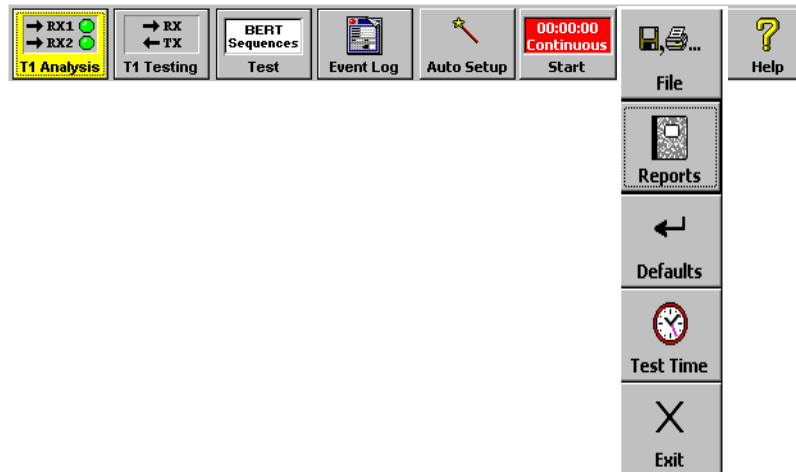 → RX1
→ RX2
T1 Analysis
→ RX
← TX
T1 Testing
BERT
Sequences
Test
Event Log
Auto Setup
00:00:00
Continuous
Start
...
File
Reports
Defaults
Test Time
Exit
?
Help